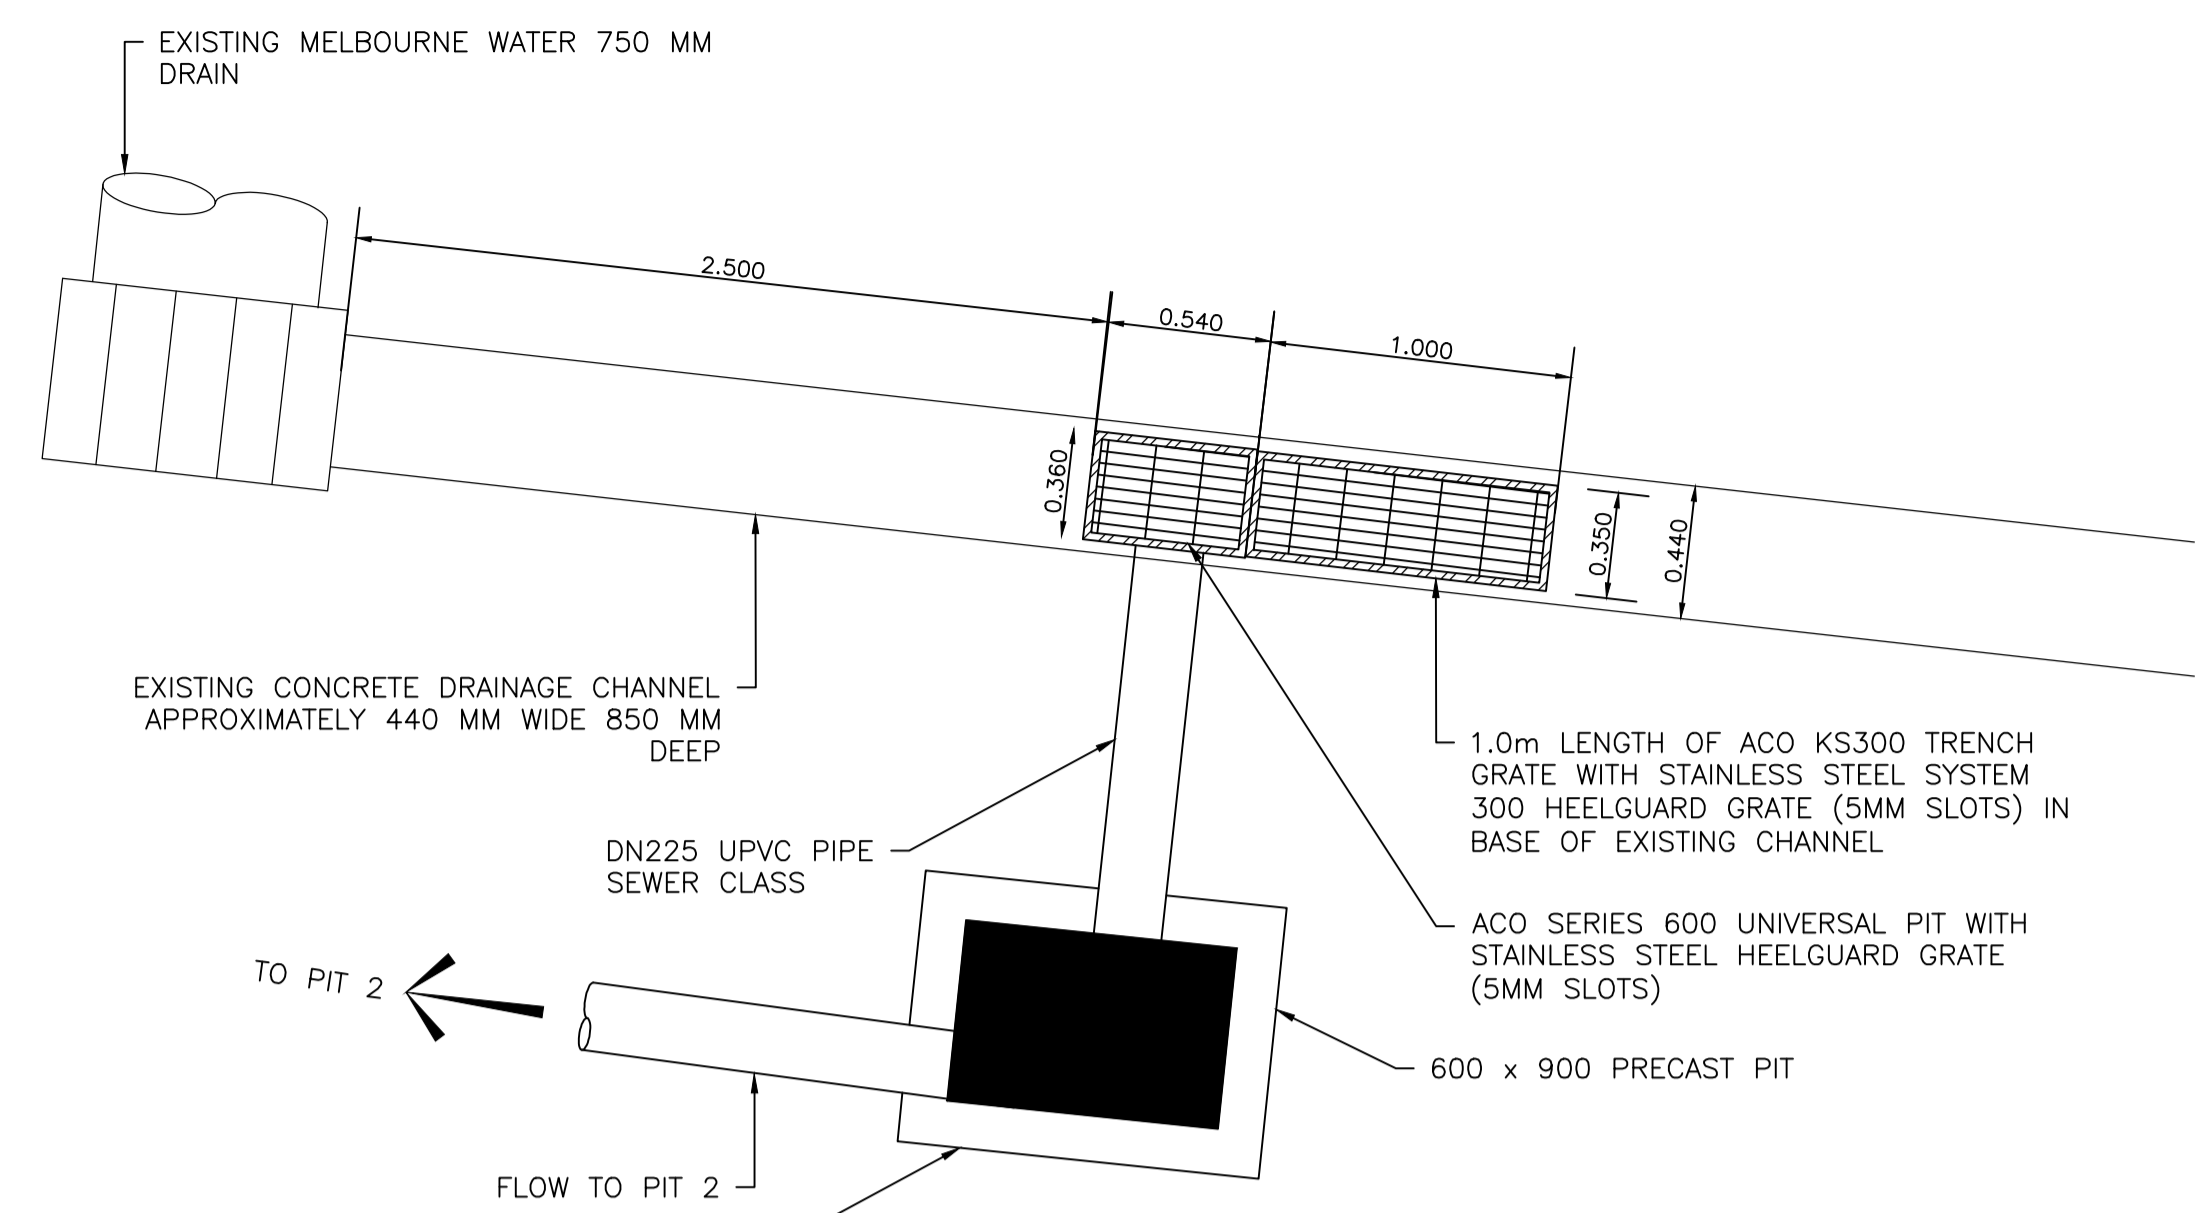 EXISTING MELBOURNE WATER 750 MM
DRAIN
2.500
0.540
1.000
0.360
0.350
0.440
EXISTING CONCRETE DRAINAGE CHANNEL
APPROXIMATELY 440 MM WIDE 850 MM
DEEP
1.0m LENGTH OF ACO KS300 TRENCH
GRATE WITH STAINLESS STEEL SYSTEM
300 HEELGUARD GRATE (5MM SLOTS) IN
BASE OF EXISTING CHANNEL
DN225 UPVC PIPE
SEWER CLASS
ACO SERIES 600 UNIVERSAL PIT WITH
STAINLESS STEEL HEELGUARD GRATE
(5MM SLOTS)
TO PIT 2
600 x 900 PRECAST PIT
FLOW TO PIT 2